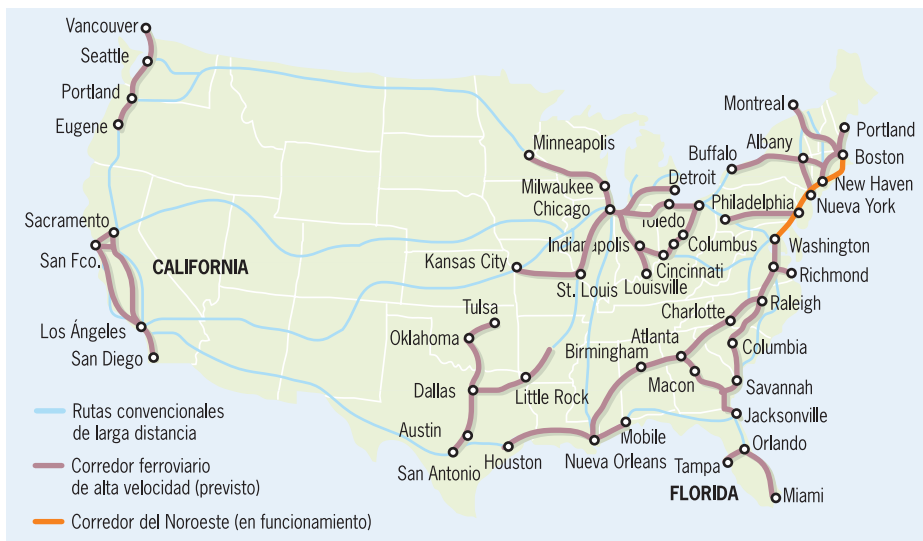 Vancouver
Seattle
Portland
Eugene
Sacramento
San Fco.
CALIFORNIA
Los Ángeles
San Diego
Minneapolis
Milwaukee
Chicago
Detroit
Toledo
Indianápolis
Columbus
Cincinnati
Louisville
Kansas City
St. Louis
Tulsa
Oklahoma
Dallas
Little Rock
Austin
San Antonio
Houston
Nueva Orleans
Mobile
Birmingham
Atlanta
Macon
Charlotte
Raleigh
Columbia
Savannah
Jacksonville
Orlando
Tampa
FLORIDA
Miami
Montreal
Portland
Albany
Boston
Buffalo
New Haven
Nueva York
Philadelphia
Washington
Richmond
Rutas convencionales
de larga distancia
Corredor ferroviario
de alta velocidad (previsto)
Corredor del Noroeste (en funcionamiento)